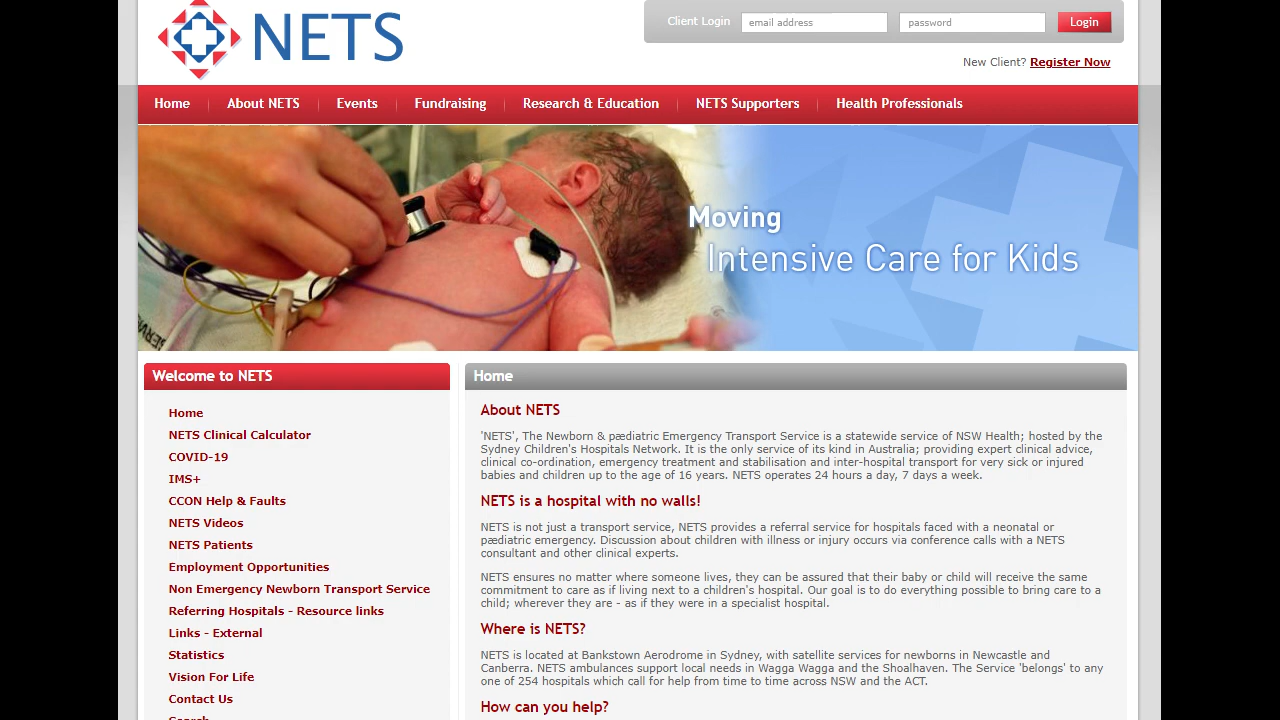 NETS
Client Login email address password Login
New Client? Register Now
Home About NETS Events Fundraising Research & Education NETS Supporters Health Professionals
Moving
Intensive Care for Kids
Welcome to NETS
Home
NETS Clinical Calculator
COVID-19
IMS+
CCON Help & Faults
NETS Videos
NETS Patients
Employment Opportunities
Non Emergency Newborn Transport Service
Referring Hospitals - Resource links
Links - External
Statistics
Vision For Life
Contact Us
Search
Home
About NETS
'NETS', The Newborn & pædiatric Emergency Transport Service is a statewide service of NSW Health; hosted by the
Sydney Children's Hospitals Network. It is the only service of its kind in Australia; providing expert clinical advice,
clinical co-ordination, emergency treatment and stabilisation and inter-hospital transport for very sick or injured
babies and children up to the age of 16 years. NETS operates 24 hours a day, 7 days a week.
NETS is a hospital with no walls!
NETS is not just a transport service, NETS provides a referral service for hospitals faced with a neonatal or
pædiatric emergency. Discussion about children with illness or injury occurs via conference calls with a NETS
consultant and other clinical experts.
NETS ensures no matter where someone lives, they can be assured that their baby or child will receive the same
commitment to care as if living next to a children's hospital. Our goal is to do everything possible to bring care to a
child; wherever they are - as if they were in a specialist hospital.
Where is NETS?
NETS is located at Bankstown Aerodrome in Sydney, with satellite services for newborns in Newcastle and
Canberra. NETS ambulances support local needs in Wagga Wagga and the Shoalhaven. The Service 'belongs' to any
one of 254 hospitals which call for help from time to time across NSW and the ACT.
How can you help?